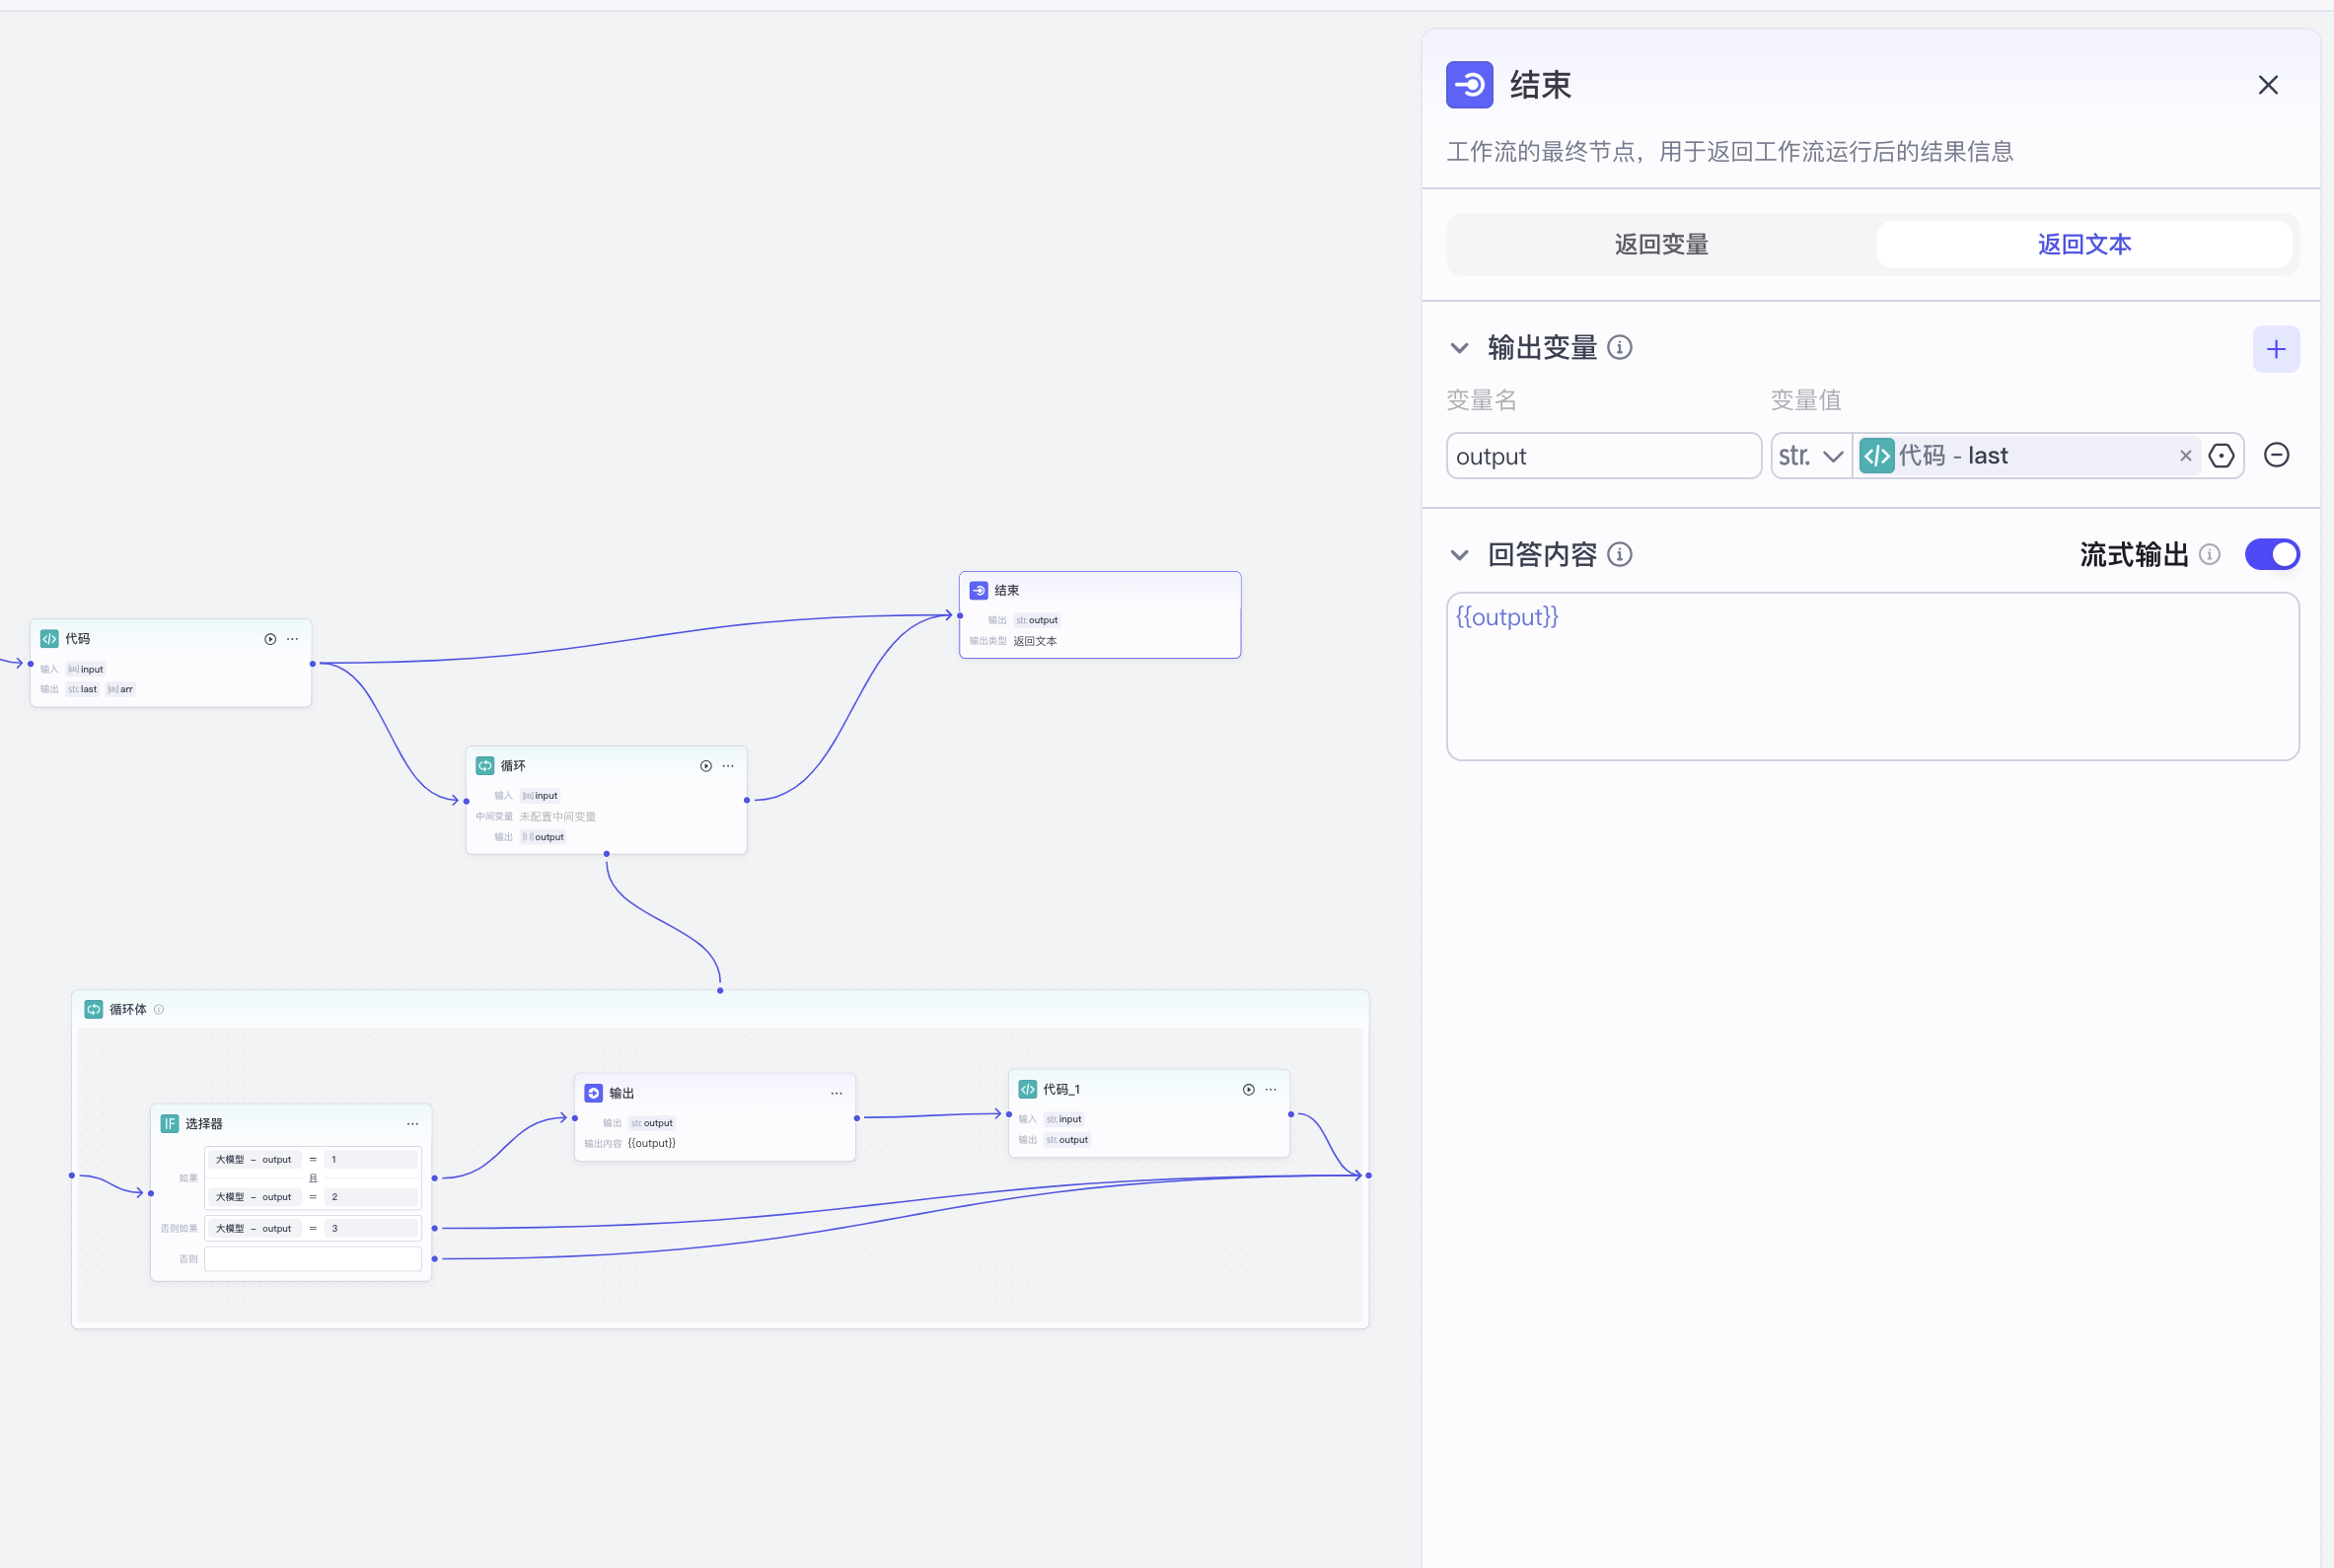 代码
输入 [str] input
输出 str. last [str] arr
循环
输入 [str] input
中间变量 未配置中间变量
输出 output
结束
输出 str. output
输出类型 返回文本
循环体
IF 选择器
如果 大模型 - output = 1
且
大模型 - output = 2
否则如果 大模型 - output = 3
否则
输出
输出 str. output
输出内容 {{output}}
代码_1
输入 str. input
输出 str. output
结束
工作流的最终节点，用于返回工作流运行后的结果信息
返回变量 返回文本
输出变量
变量名 变量值
output str. 代码 - last
回答内容 流式输出
{{output}}